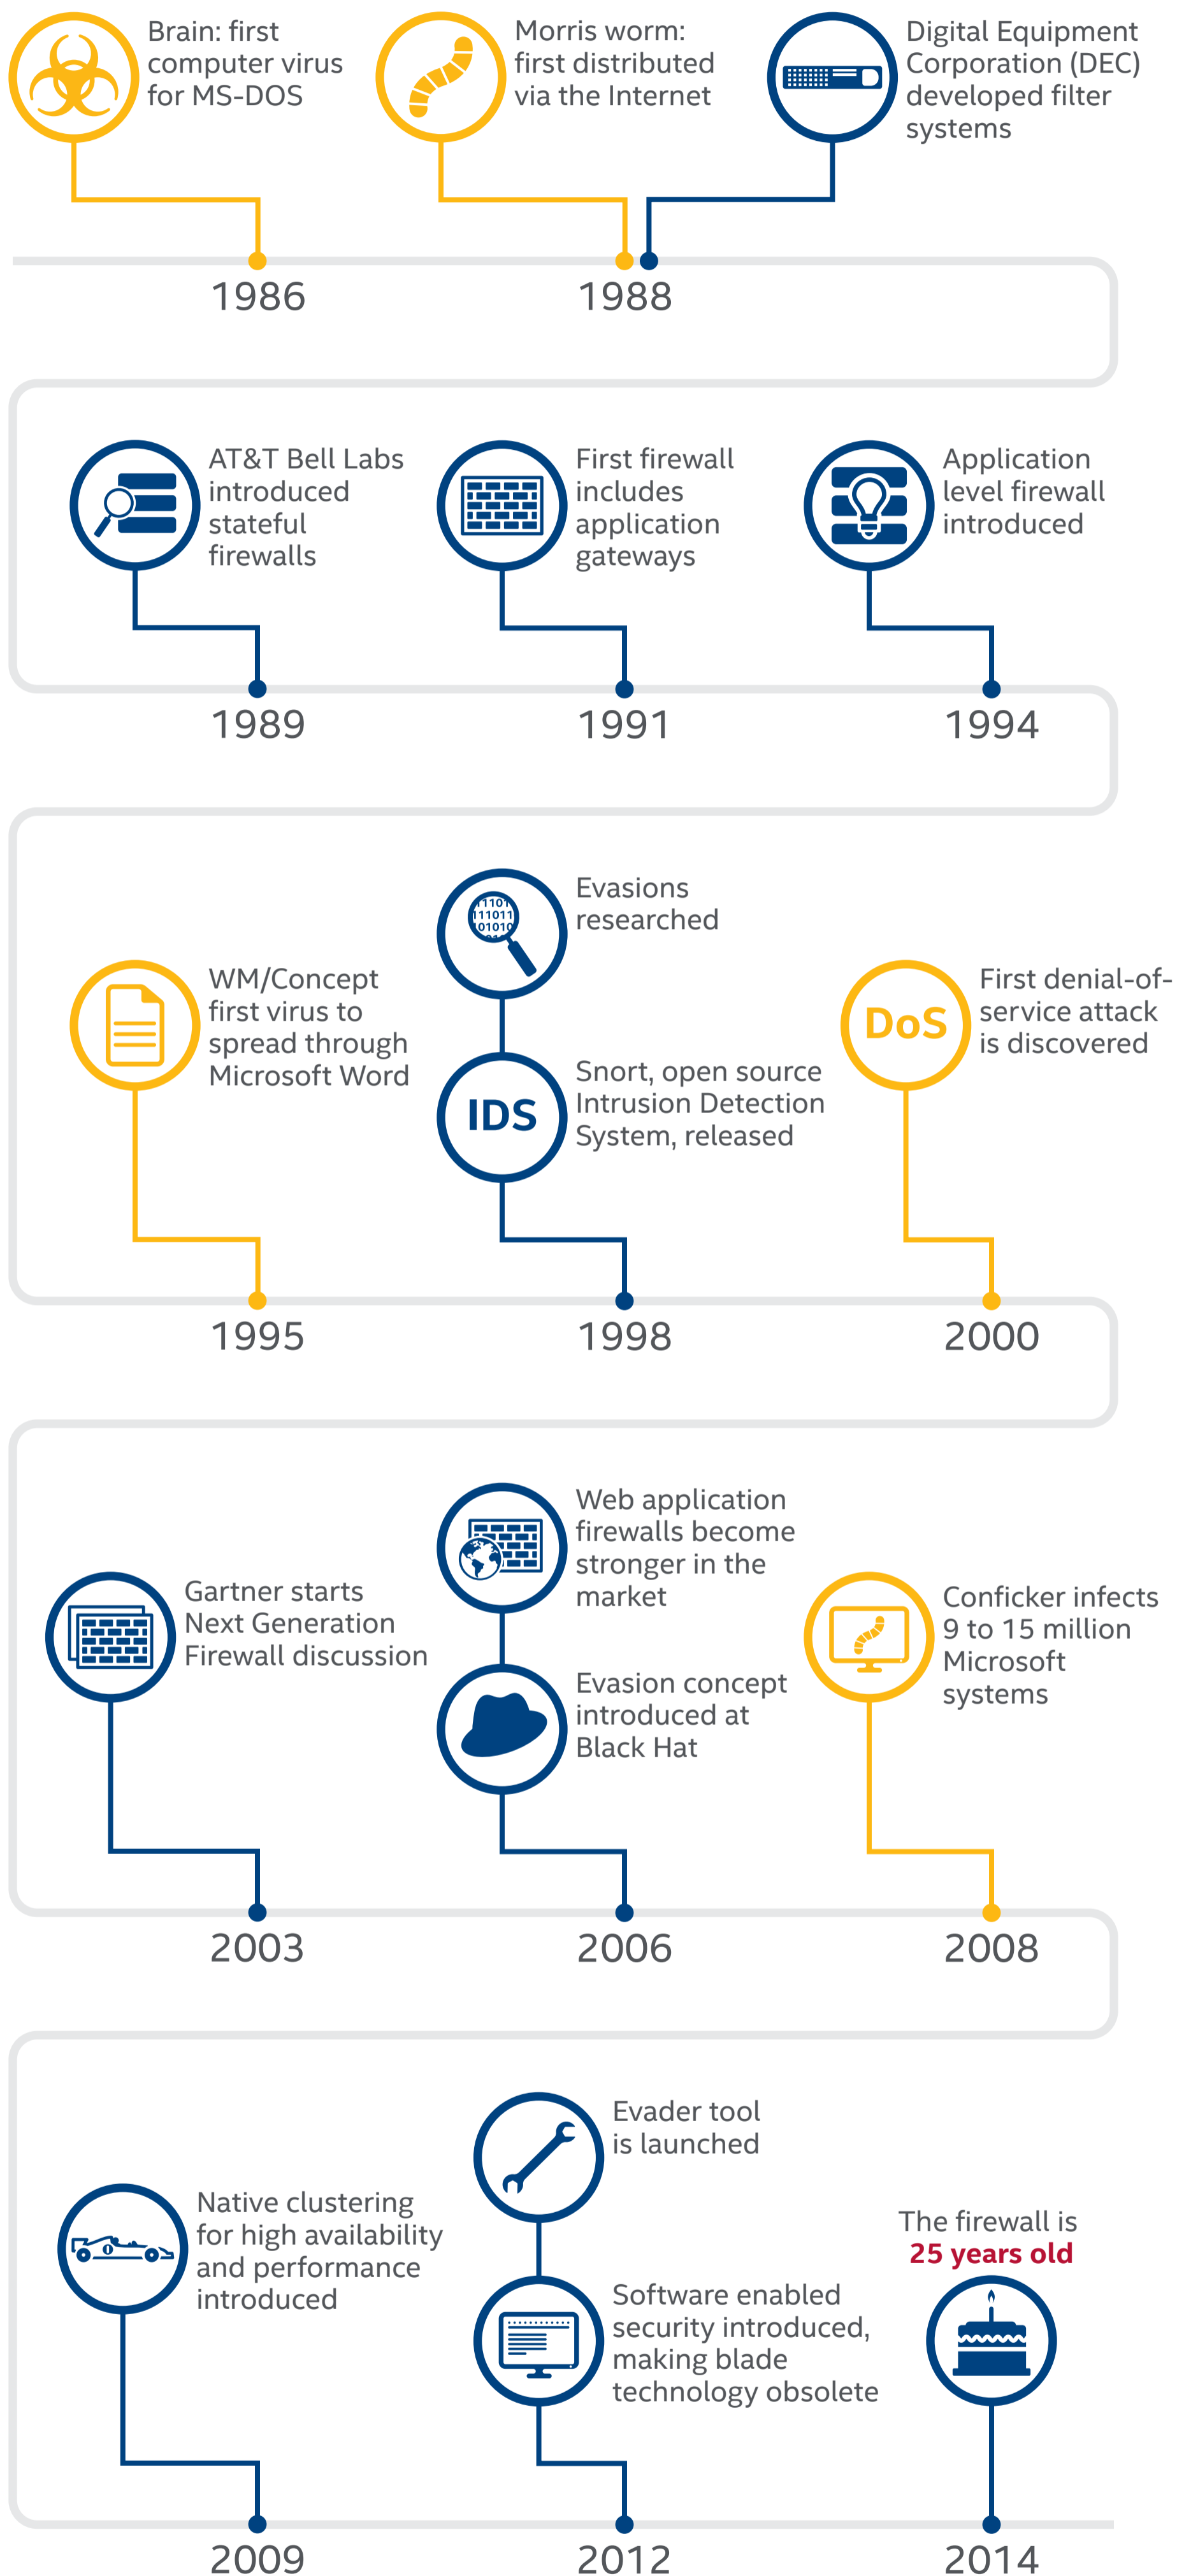 Brain: first
computer virus
for MS-DOS
Morris worm:
first distributed
via the Internet
Digital Equipment
Corporation (DEC)
developed filter
systems
1986
1988
AT&T Bell Labs
introduced
stateful
firewalls
First firewall
includes
application
gateways
Application
level firewall
introduced
1989
1991
1994
WM/Concept
first virus to
spread through
Microsoft Word
11101
111011
01010
Evasions
researched
IDS
Snort, open source
Intrusion Detection
System, released
DoS
First denial-of-
service attack
is discovered
1995
1998
2000
Gartner starts
Next Generation
Firewall discussion
Web application
firewalls become
stronger in the
market
Evasion concept
introduced at
Black Hat
Conficker infects
9 to 15 million
Microsoft
systems
2003
2006
2008
Native clustering
for high availability
and performance
introduced
Evader tool
is launched
Software enabled
security introduced,
making blade
technology obsolete
The firewall is
25 years old
2009
2012
2014